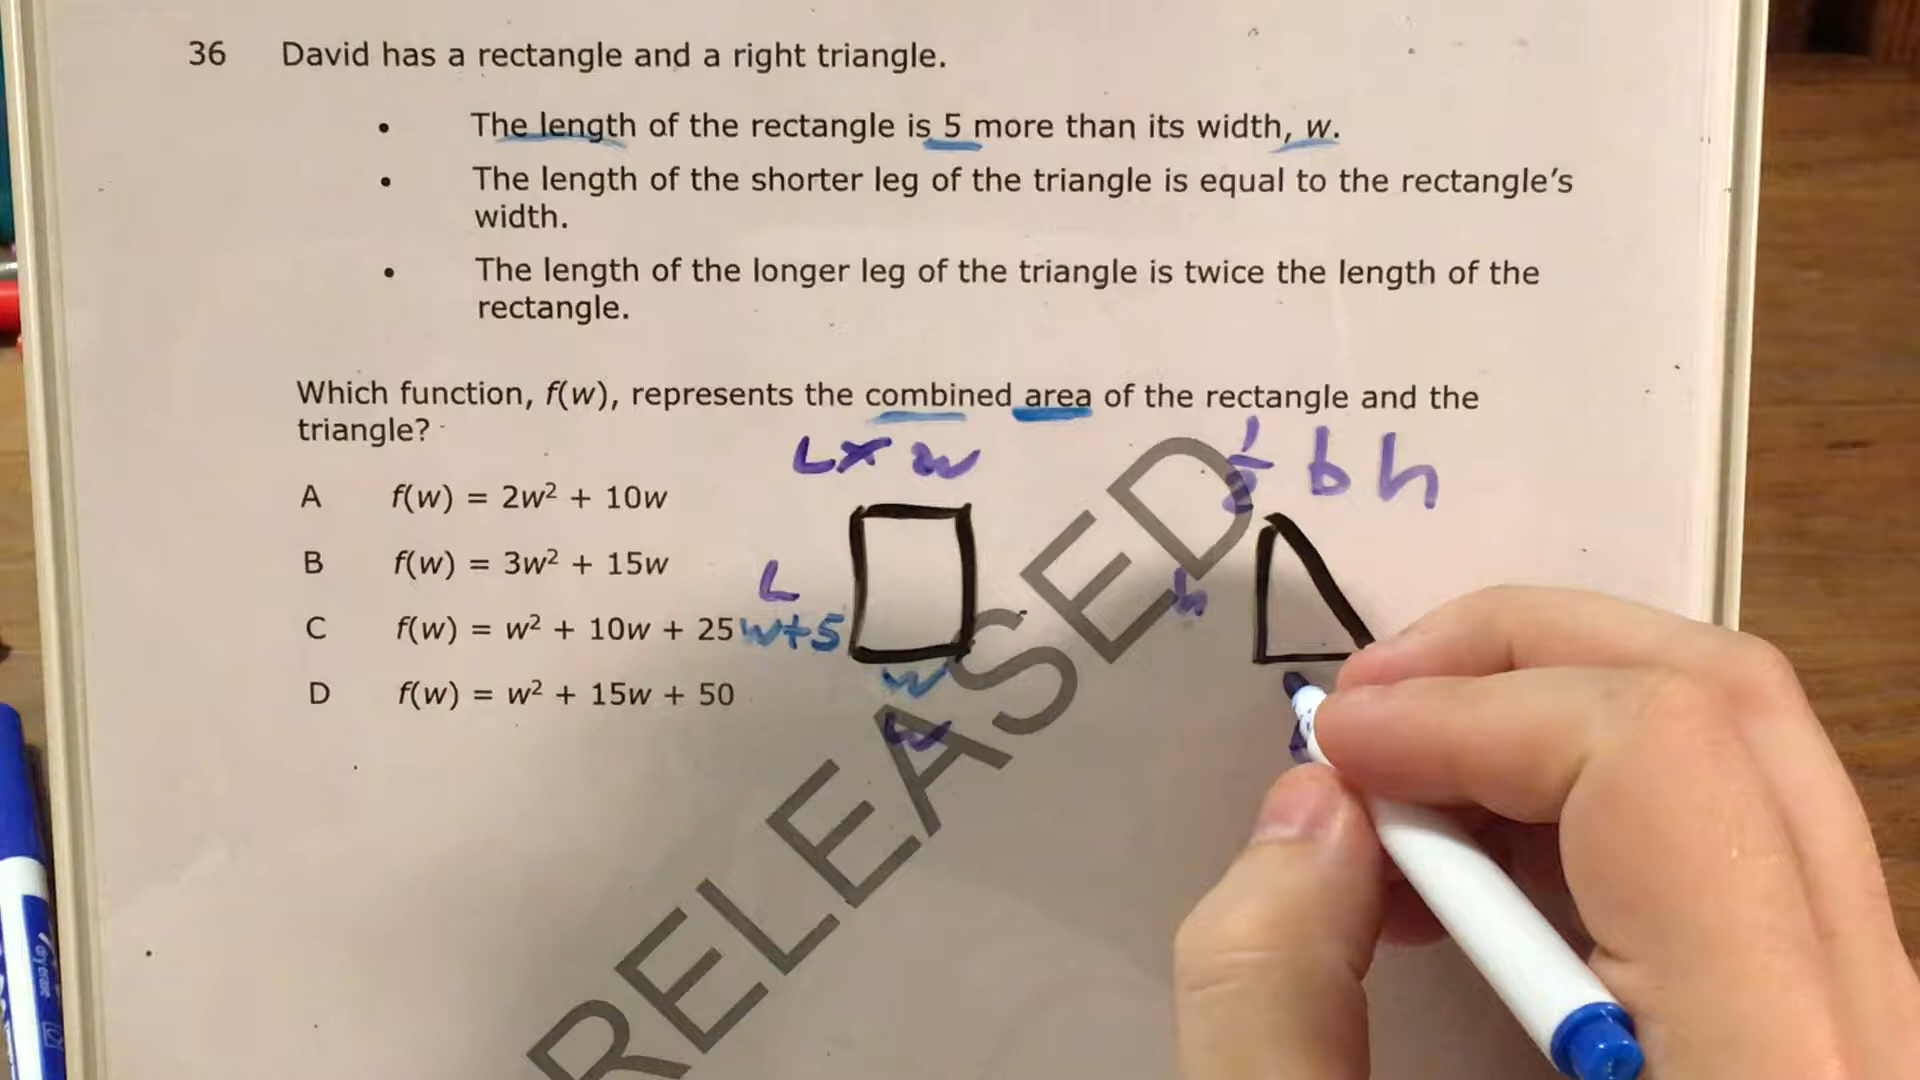 36 David has a rectangle and a right triangle.
• The length of the rectangle is 5 more than its width, w.
• The length of the shorter leg of the triangle is equal to the rectangle's
width.
• The length of the longer leg of the triangle is twice the length of the
rectangle.
Which function, f(w), represents the combined area of the rectangle and the
triangle?
L × w
1/2 b h
A f(w) = 2w² + 10w
B f(w) = 3w² + 15w
L
h
C f(w) = w² + 10w + 25
w+5
w
D f(w) = w² + 15w + 50
w
RELEASED